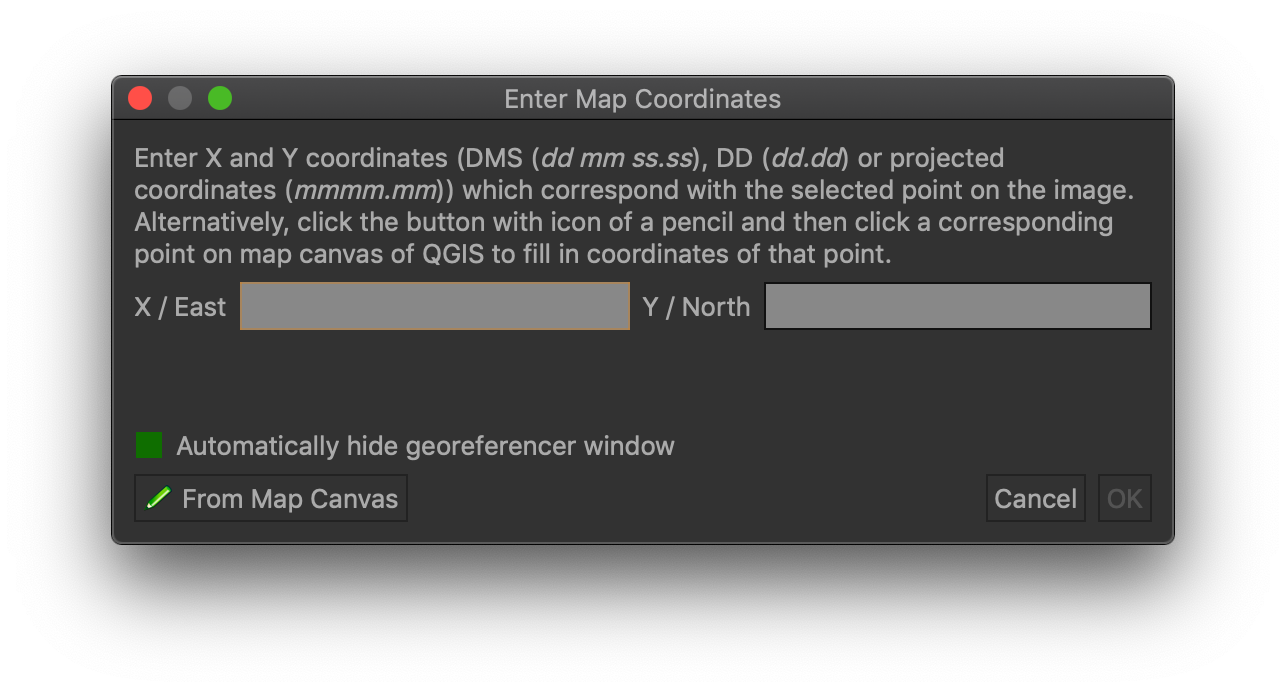 Enter Map Coordinates
Enter X and Y coordinates (DMS (dd mm ss.ss), DD (dd.dd) or projected
coordinates (mmmm.mm)) which correspond with the selected point on the image.
Alternatively, click the button with icon of a pencil and then click a corresponding
point on map canvas of QGIS to fill in coordinates of that point.
X / East Y / North
Automatically hide georeferencer window
From Map Canvas Cancel OK